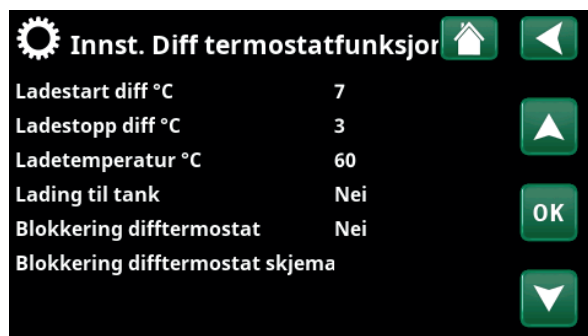 Innst. Diff termostatfunksjon
Ladestart diff °C 7
Ladestopp diff °C 3
Ladetemperatur °C 60
Lading til tank Nei
OK
Blokkering difftermostat Nei
Blokkering difftermostat skjema